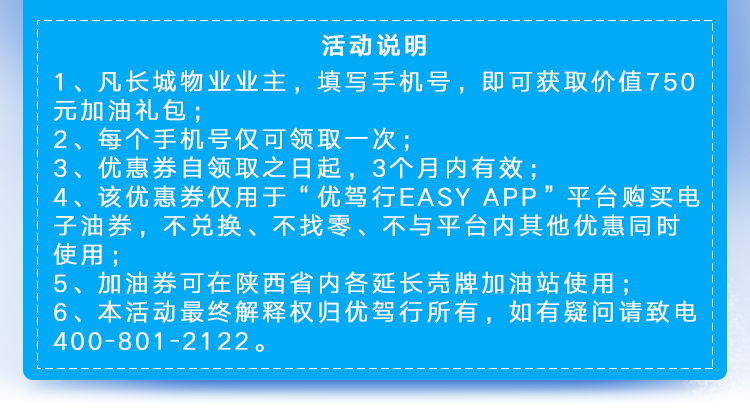 活动说明
1、凡长城物业业主，填写手机号，即可获取价值750
元加油礼包；
2、每个手机号仅可领取一次；
3、优惠券自领取之日起，3个月内有效；
4、该优惠券仅用于“优驾行EASY APP”平台购买电
子油券，不兑换、不找零、不与平台内其他优惠同时
使用；
5、加油券可在陕西省内各延长壳牌加油站使用；
6、本活动最终解释权归优驾行所有，如有疑问请致电
400-801-2122。